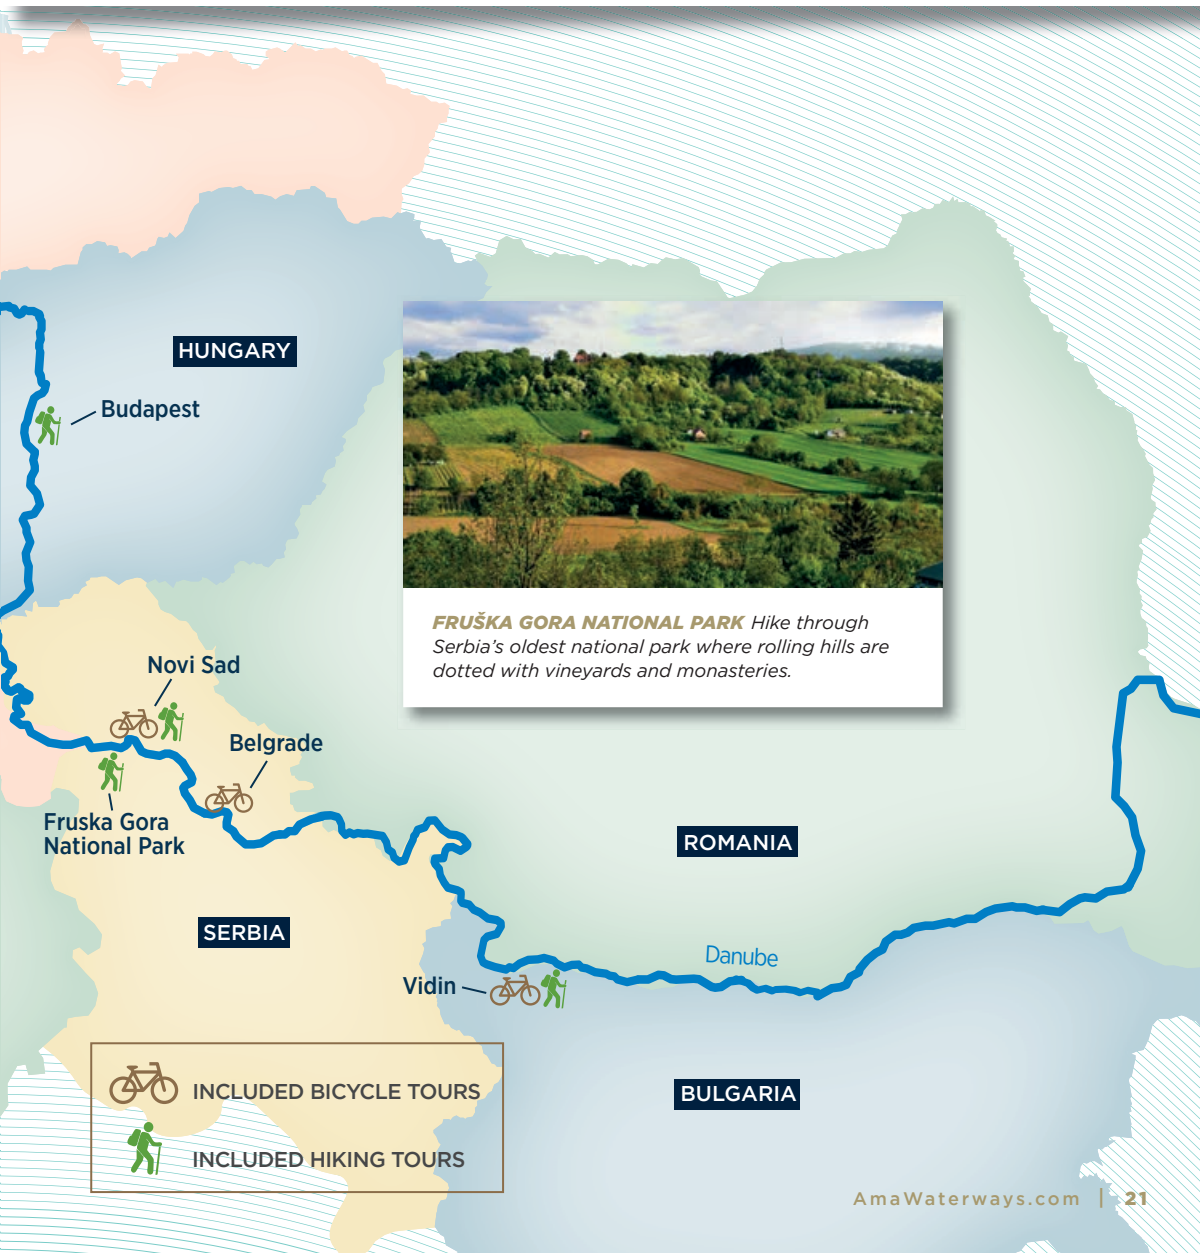 HUNGARY
Budapest
FRUŠKA GORA NATIONAL PARK Hike through
Serbia’s oldest national park where rolling hills are
dotted with vineyards and monasteries.
Novi Sad
Belgrade
Fruska Gora
National Park
ROMANIA
SERBIA
Danube
Vidin
BULGARIA
INCLUDED BICYCLE TOURS
INCLUDED HIKING TOURS
AmaWaterways.com | 21